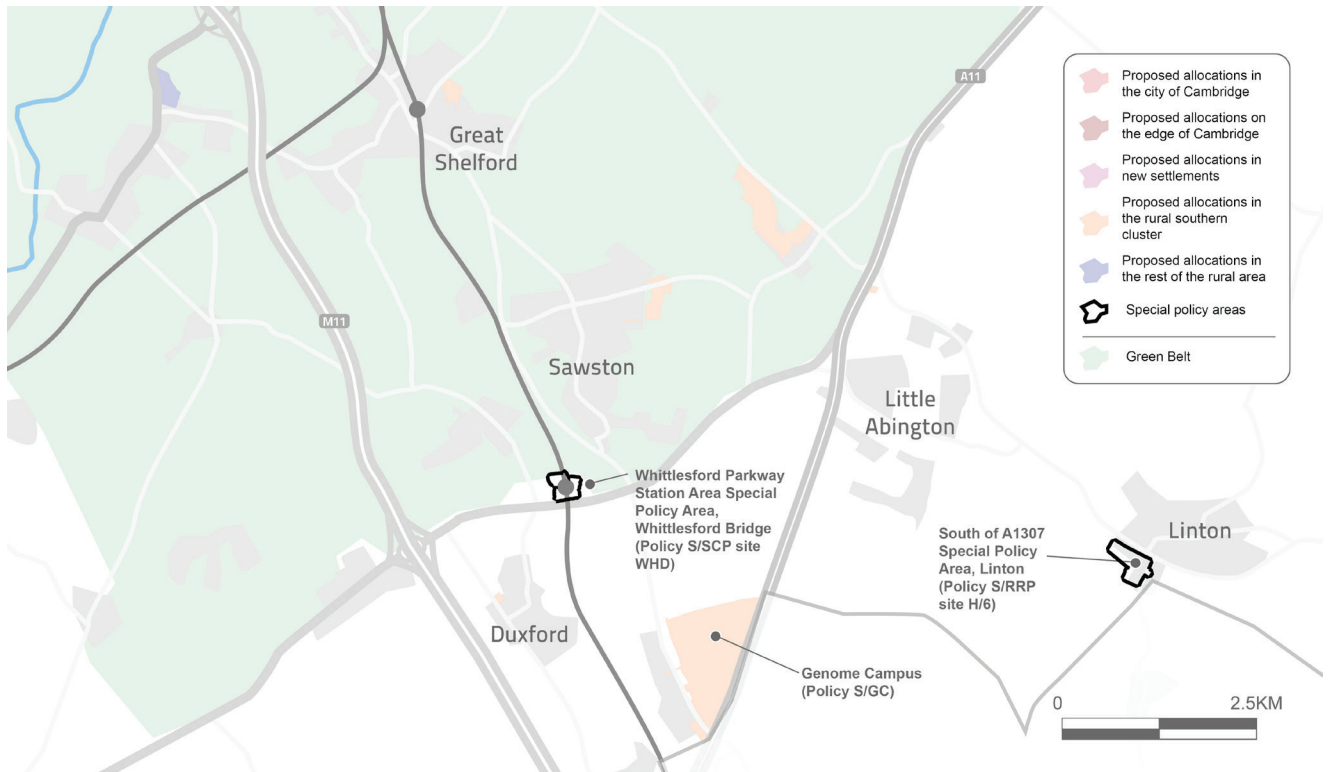 A11
Proposed allocations in
the city of Cambridge
Proposed allocations on
the edge of Cambridge
Proposed allocations in
new settlements
Proposed allocations in
the rural southern
cluster
Proposed allocations in
the rest of the rural area
Special policy areas
Green Belt
Great
Shelford
M11
Sawston
Little
Abington
Whittlesford Parkway
Station Area Special
Policy Area,
Whittlesford Bridge
(Policy S/SCP site
WHD)
South of A1307
Special Policy
Area, Linton
(Policy S/RRP
site H/6)
Linton
Duxford
Genome Campus
(Policy S/GC)
0
2.5KM